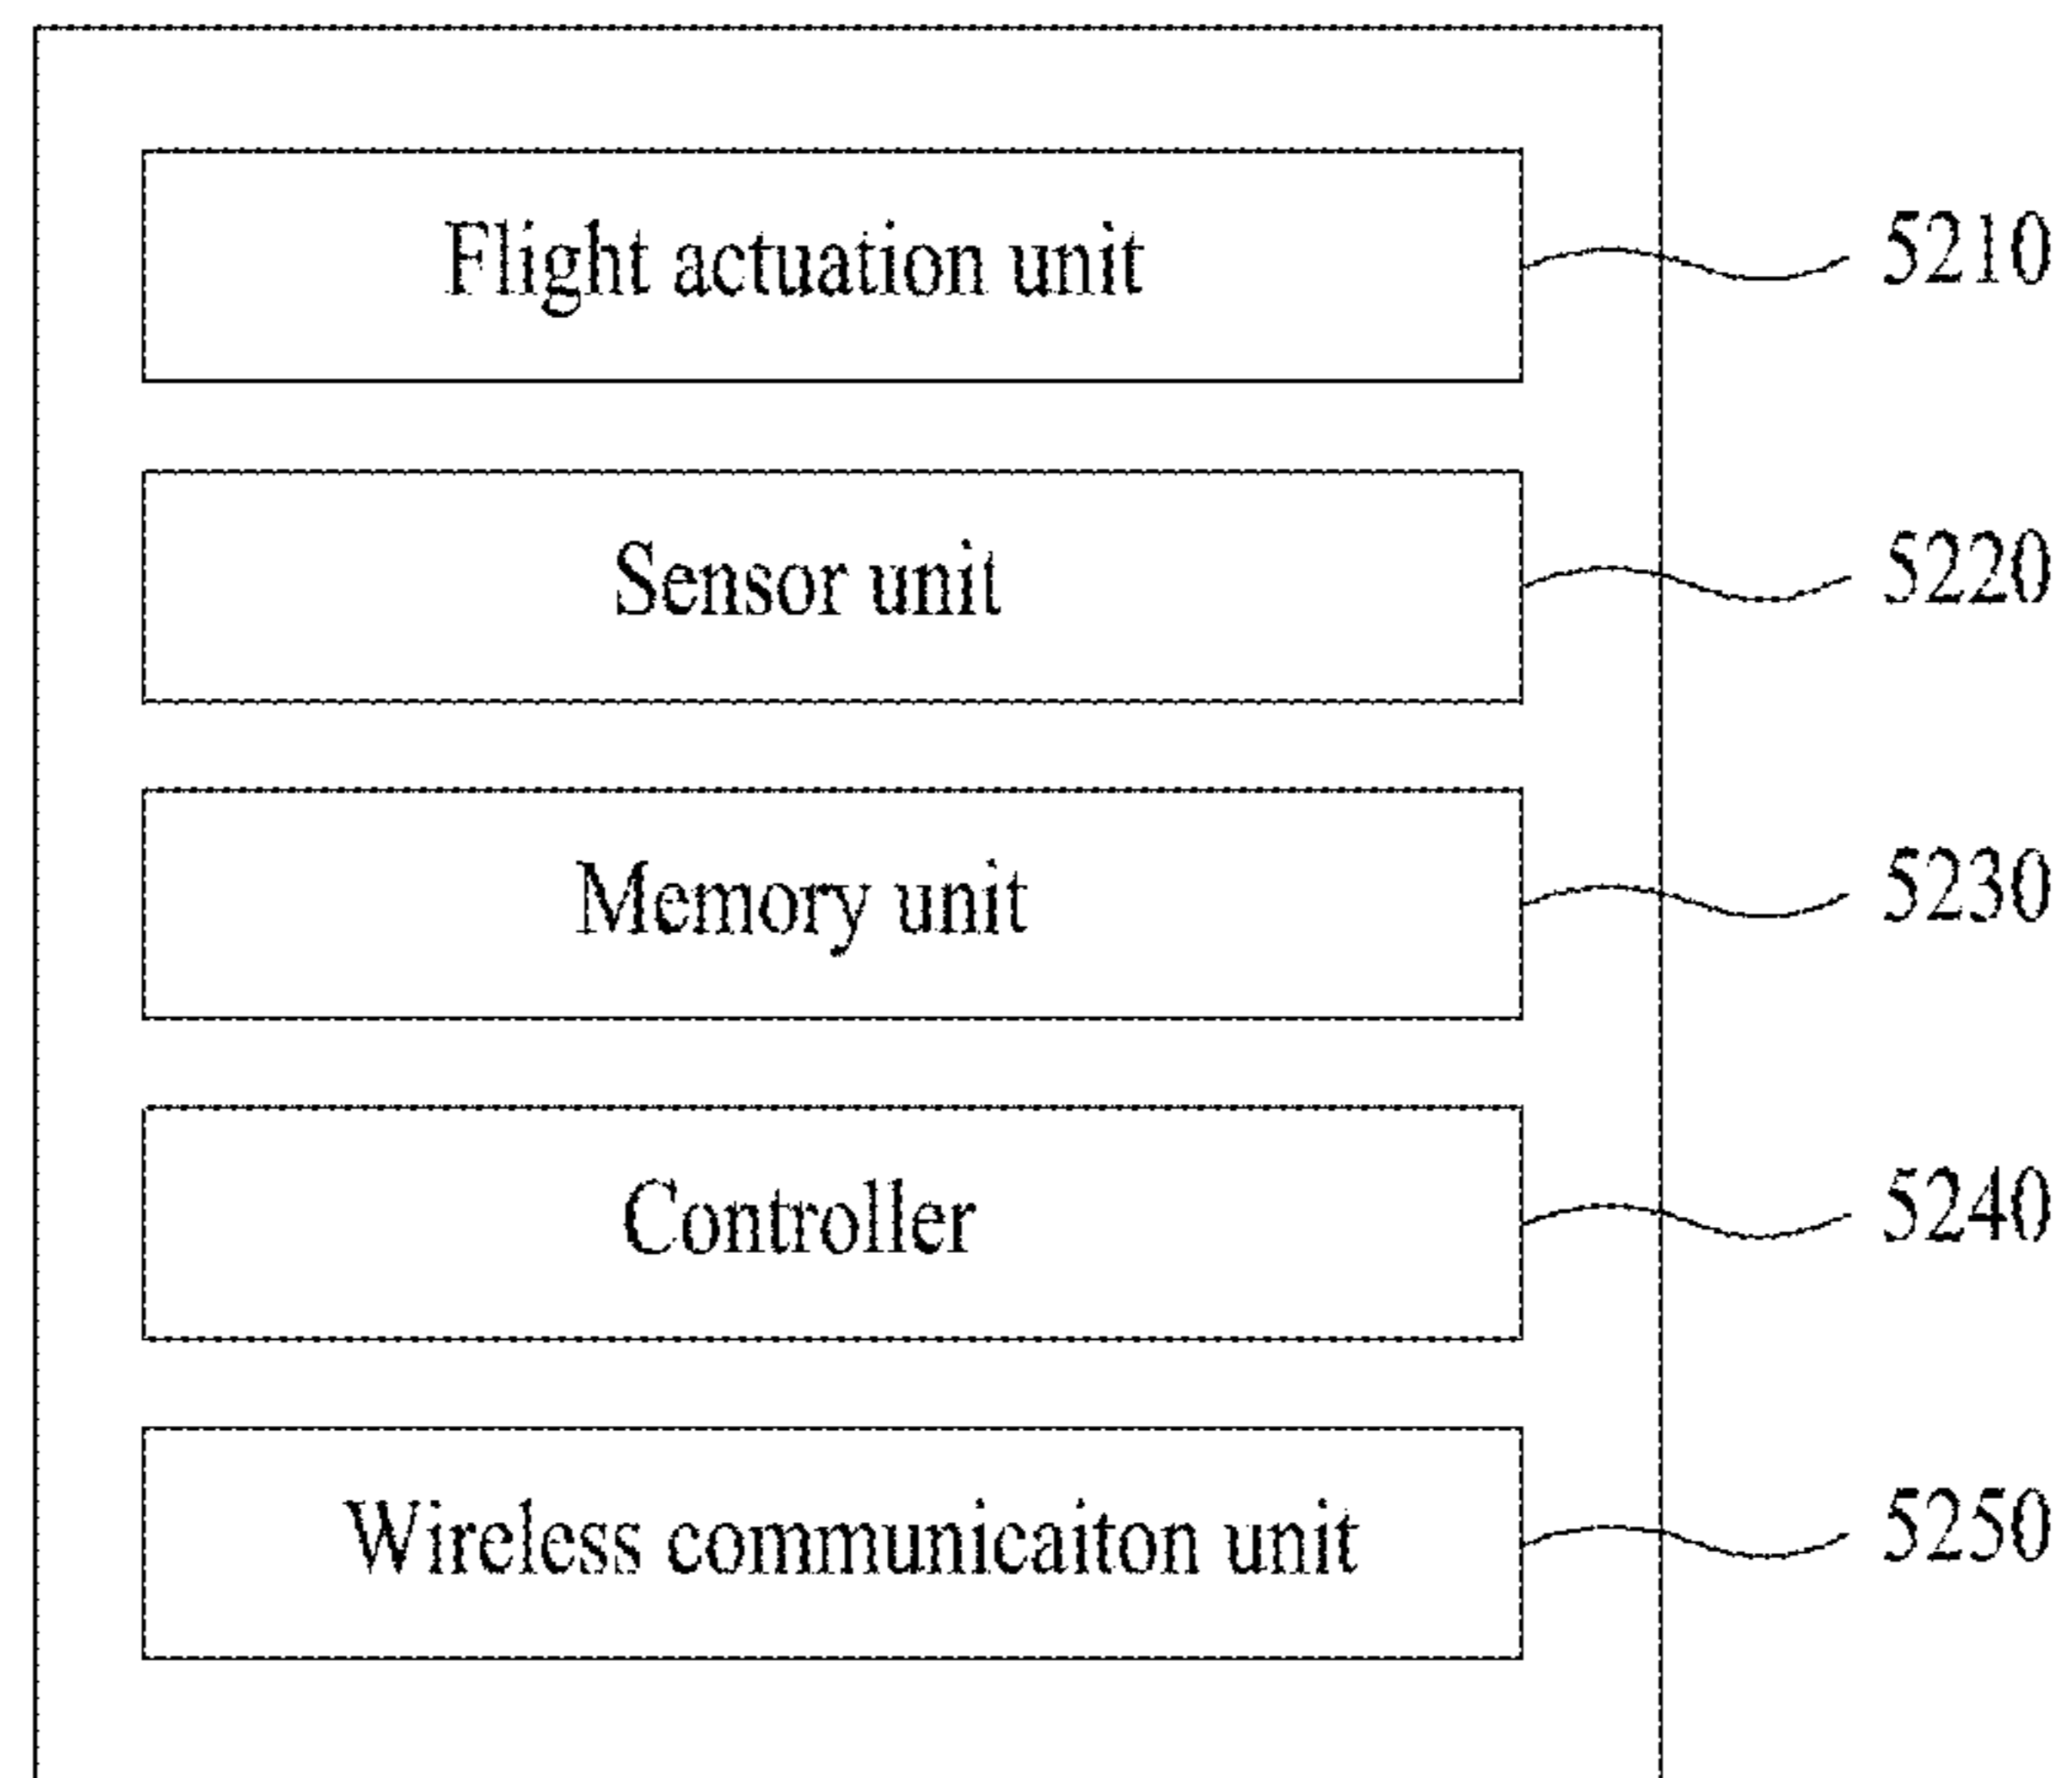 Flight actuation unit 5210
Sensor unit 5220
Memory unit 5230
Controller 5240
Wireless communicaiton unit 5250